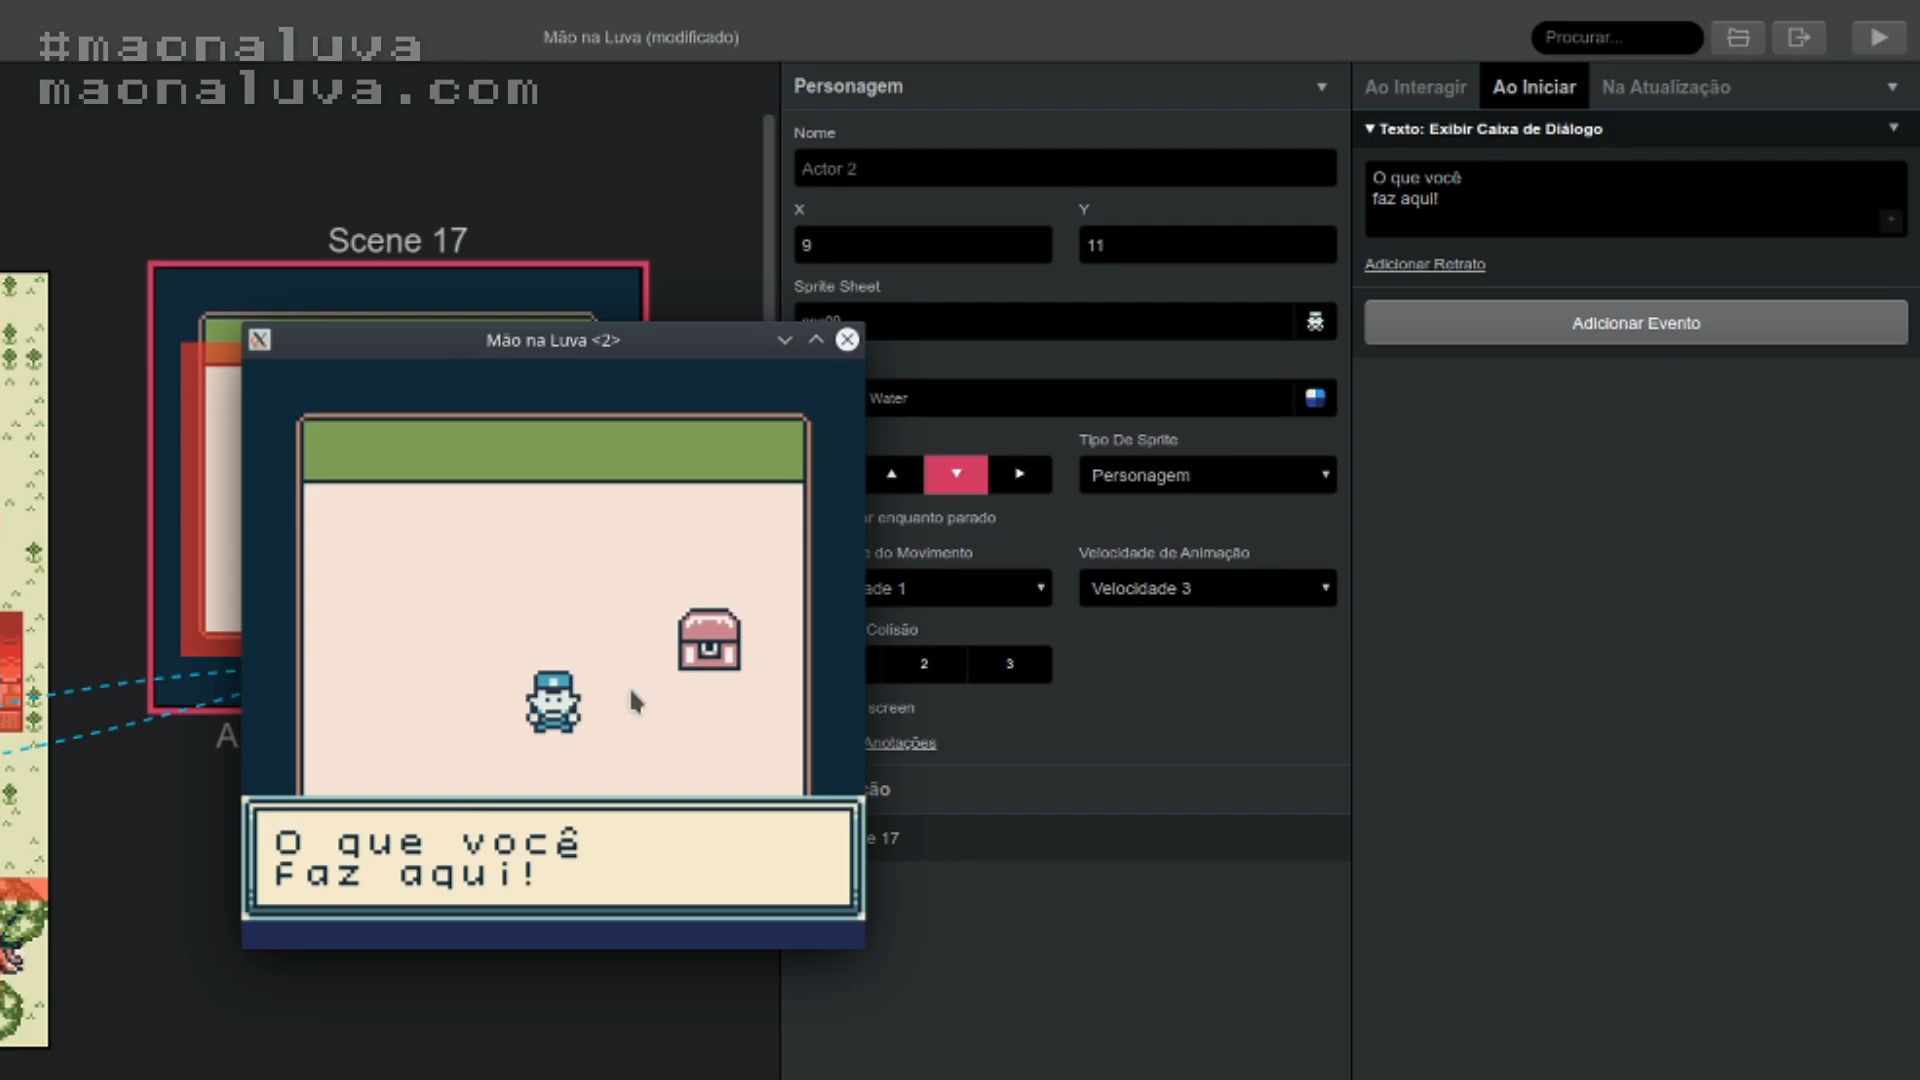 #maonaluva
maonaluva.com
Mão na Luva (modificado)
Procurar...
Scene 17
A
Mão na Luva <2>
O que você
faz aqui!
Personagem
Nome
Actor 2
X
Y
9
11
Sprite Sheet
Water
Tipo De Sprite
Personagem
r enquanto parado
do Movimento
Velocidade de Animação
ade 1
Velocidade 3
Colisão
2
3
screen
Anotações
ção
e 17
Ao Interagir
Ao Iniciar
Na Atualização
Texto: Exibir Caixa de Diálogo
O que você
faz aqui!
Adicionar Retrato
Adicionar Evento